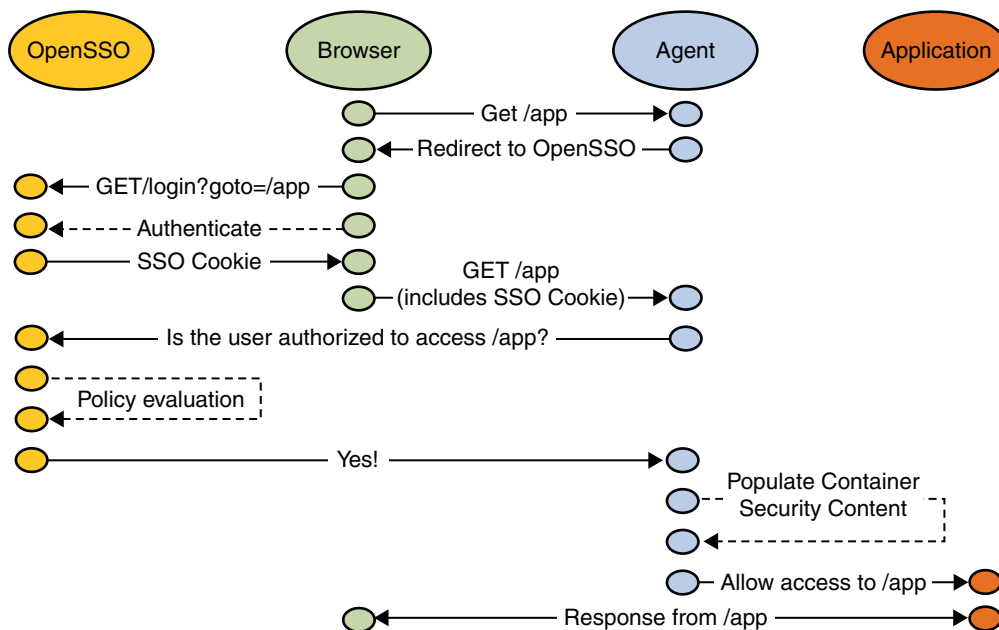 OpenSSO
Browser
Agent
Application
Get /app
Redirect to OpenSSO
GET/login?goto=/app
Authenticate
SSO Cookie
GET /app
(includes SSO Cookie)
Is the user authorized to access /app?
Policy evaluation
Yes!
Populate Container
Security Content
Allow access to /app
Response from /app